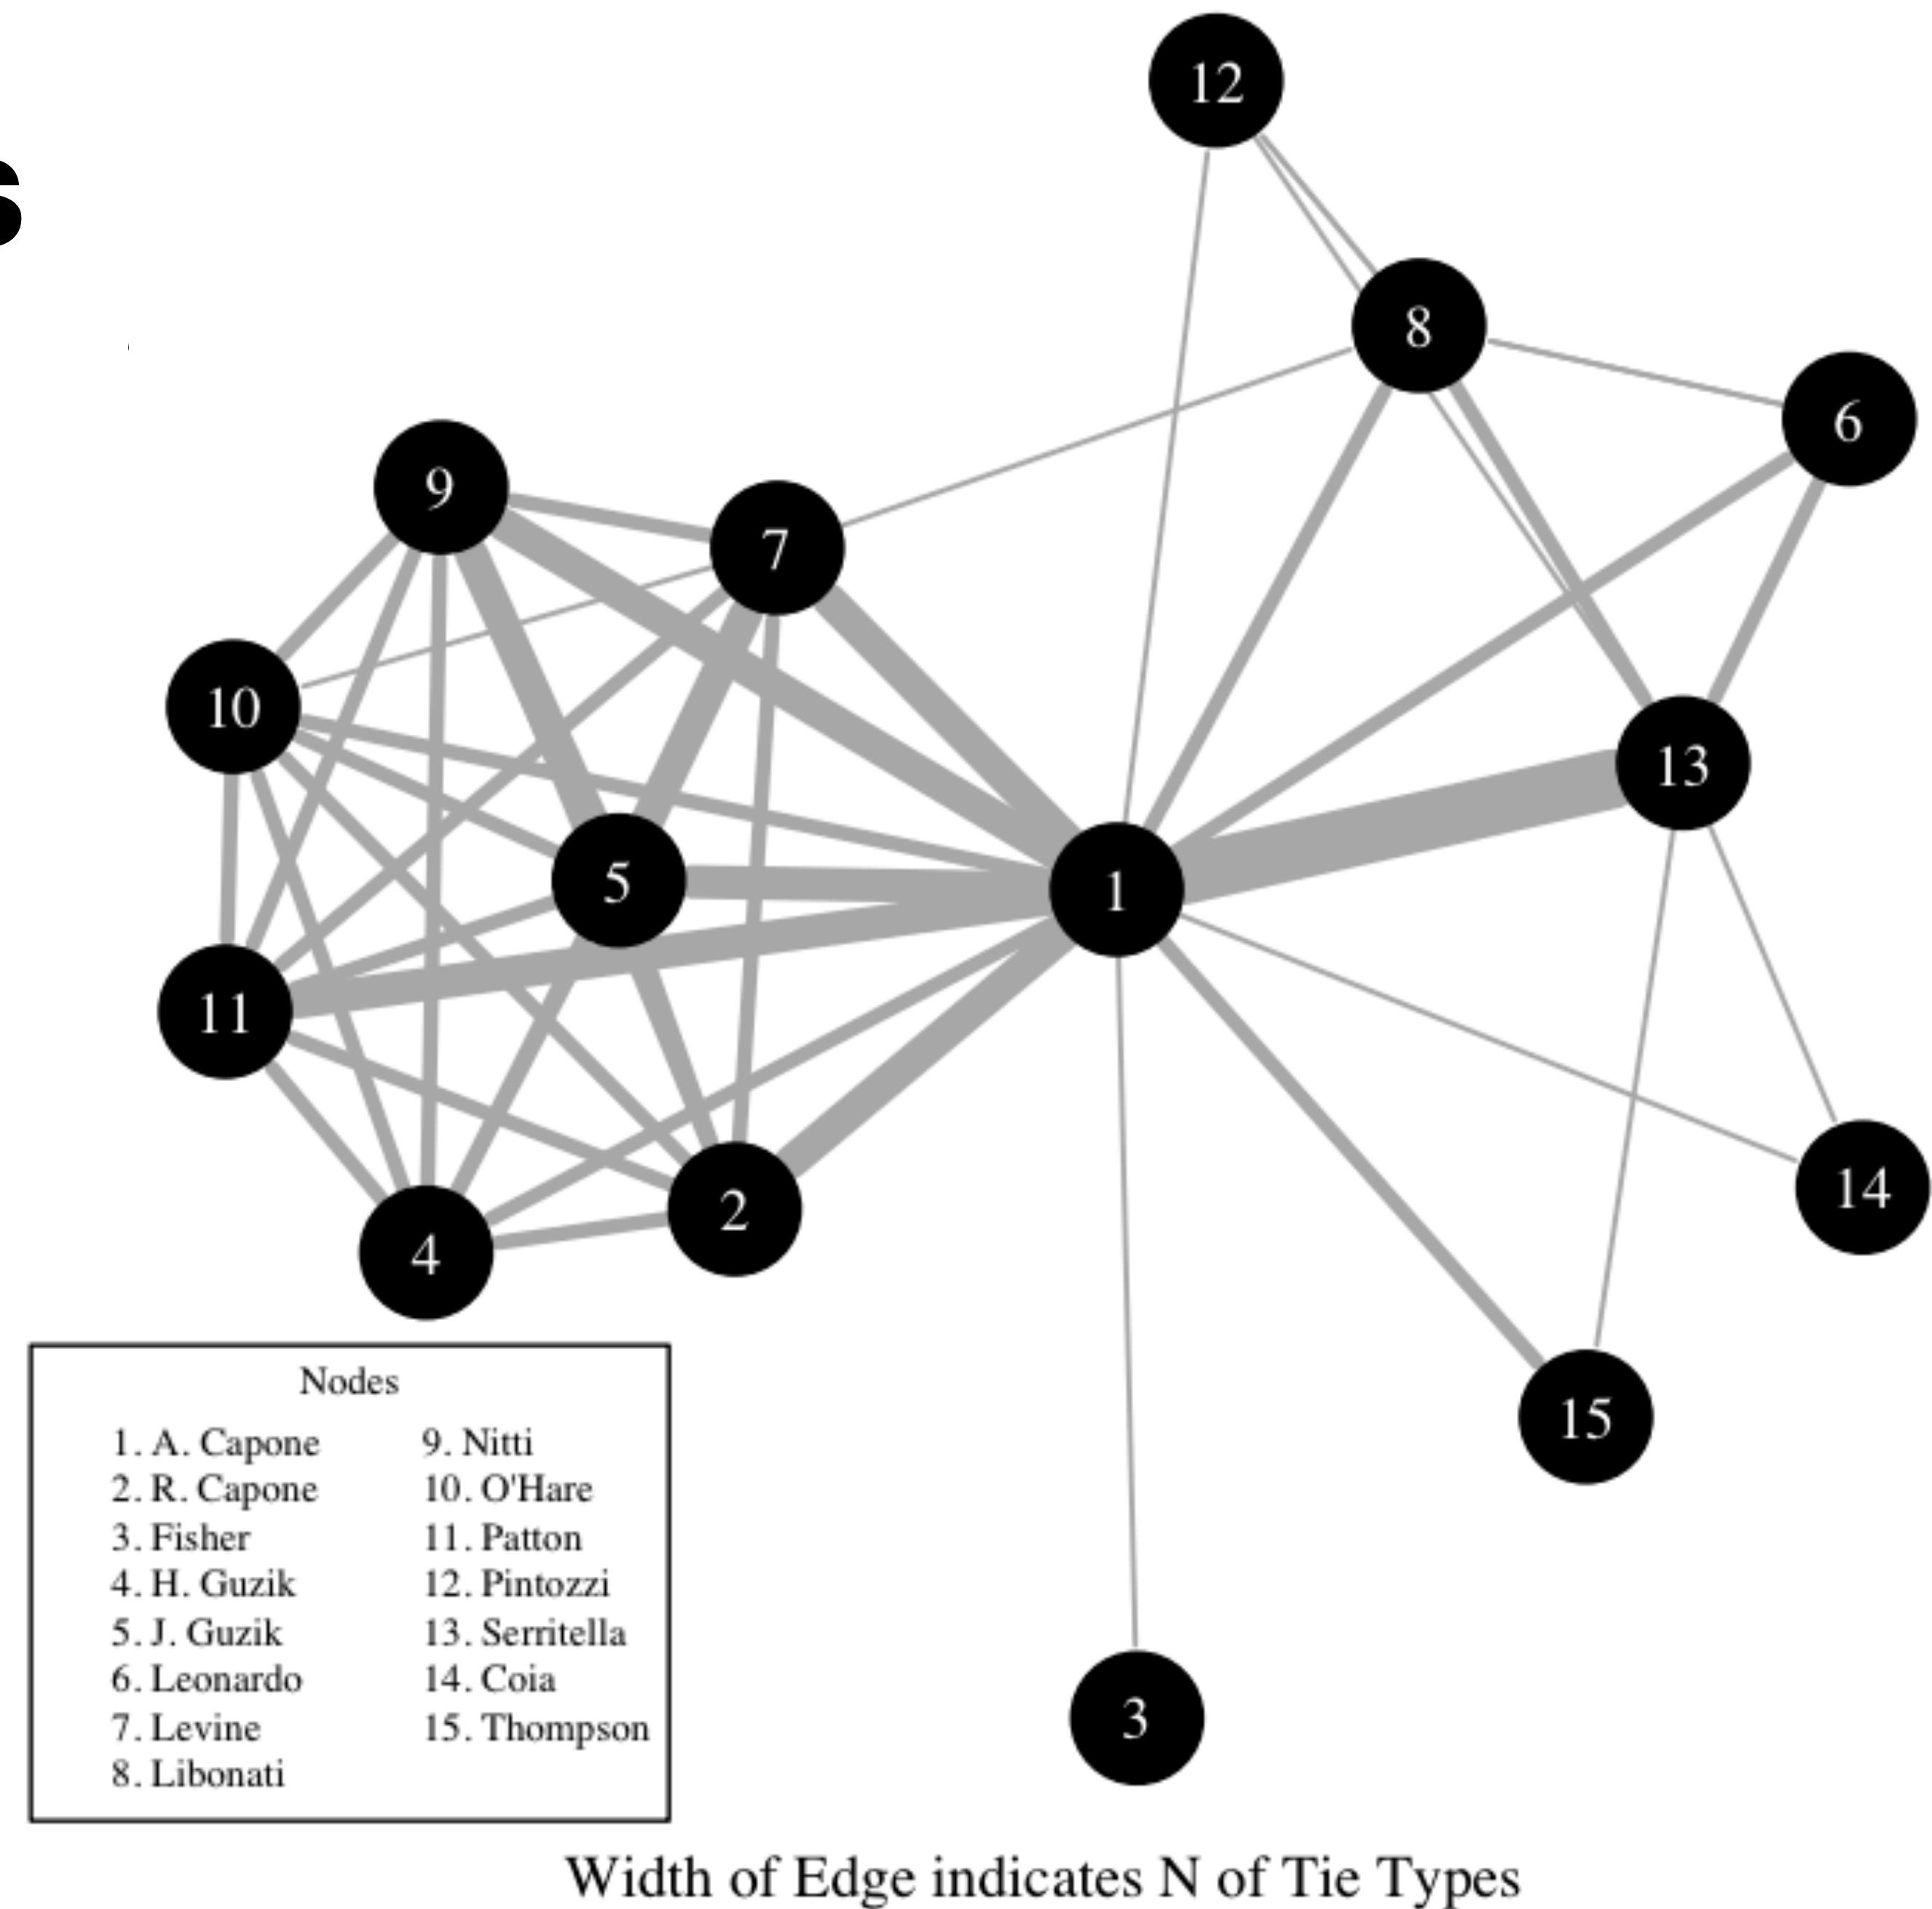 s
12
8
6
9
7
10
13
5
1
11
14
2
4
15
3
Nodes
1. A. Capone
2. R. Capone
3. Fisher
4. H. Guzik
5. J. Guzik
6. Leonardo
7. Levine
8. Libonati
9. Nitti
10. O'Hare
11. Patton
12. Pintozzi
13. Serritella
14. Coia
15. Thompson
Width of Edge indicates N of Tie Types